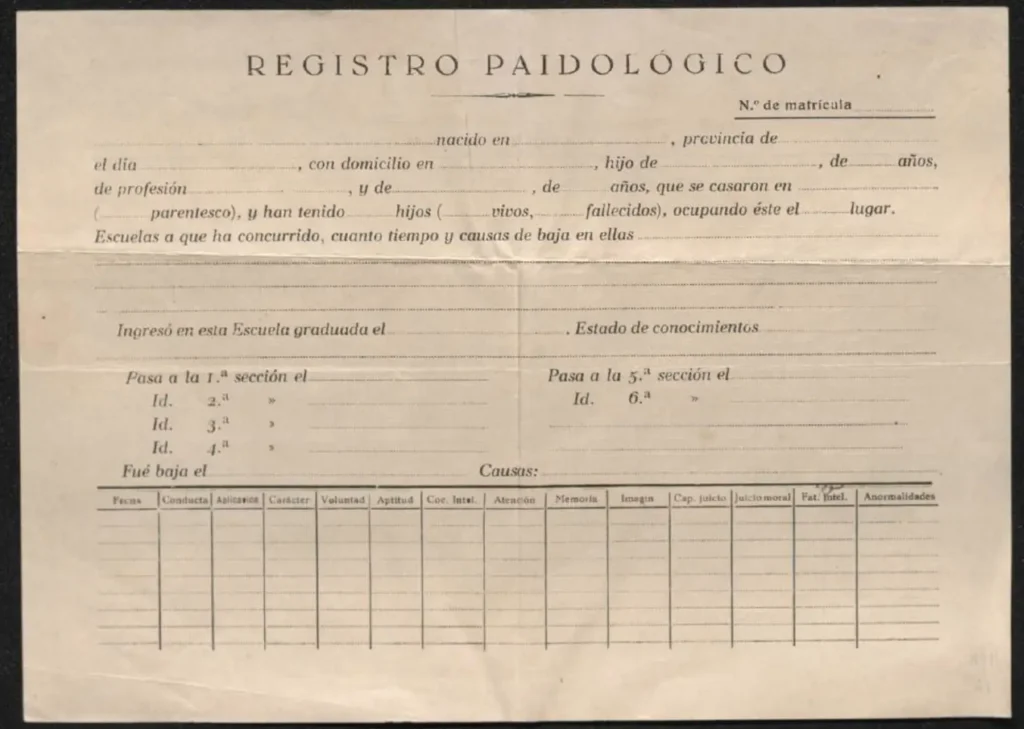 REGISTRO PAIDOLÓGICO
N.º de matrícula
nacido en , provincia de
el día , con domicilio en , hijo de , de años,
de profesión , y de , de años, que se casaron en
( parentesco), y han tenido hijos ( vivos, fallecidos), ocupando éste el lugar.
Escuelas a que ha concurrido, cuanto tiempo y causas de baja en ellas
Ingresó en esta Escuela graduada el . Estado de conocimientos
Pasa a la 1.ª sección el Pasa a la 5.ª sección el
Id. 2.ª » Id. 6.ª »
Id. 3.ª »
Id. 4.ª »
Fué baja el Causas:
Fecha Conducta Aplicación Carácter Voluntad Aptitud Coc. Intel. Atención Memoria Imagin Cap. juicio Juicio moral Fat. Intel. Anormalidades